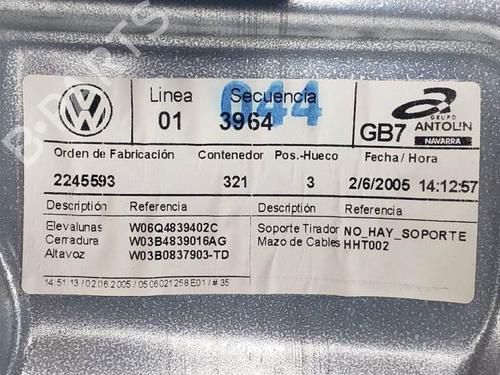 044
Linea Secuencia
01 3964
GB7
GRUPO
ANTOLIN
NAVARRA
Orden de Fabricación Contenedor Pos.-Hueco Fecha/ Hora
2245593 321 3 2/6/2005 14:12:57
Descriptión Referencia Descriptión Referencia
Elevalunas W06Q4839402C Soporte Tirador NO_HAY_SOPORTE
Cerradura W03B4839016AG Mazo de Cables HHT002
Altavoz W03B0837903-TD
14:51:13 /02.06.2005 / 0506021258E01 / # 35
B-PARTS